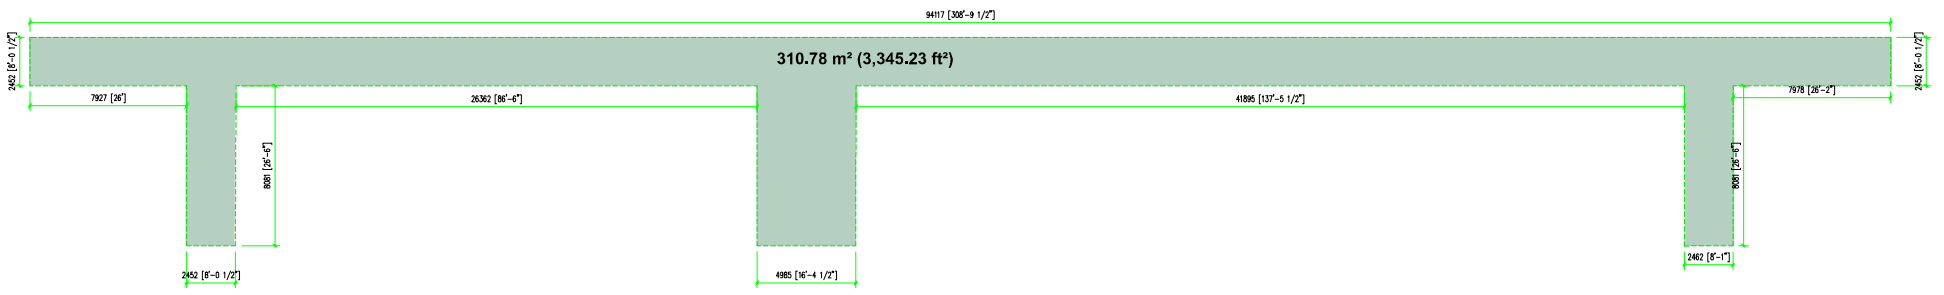 94117 [308'-9 1/2"]
2452 [8'-0 1/2"]
310.78 m² (3,345.23 ft²)
2452 [8'-0 1/2"]
7927 [26']
26362 [86'-6"]
41895 [137'-5 1/2"]
7978 [26'-2"]
8081 [26'-6"]
8081 [26'-6"]
2452 [8'-0 1/2"]
4985 [16'-4 1/2"]
2462 [8'-1"]